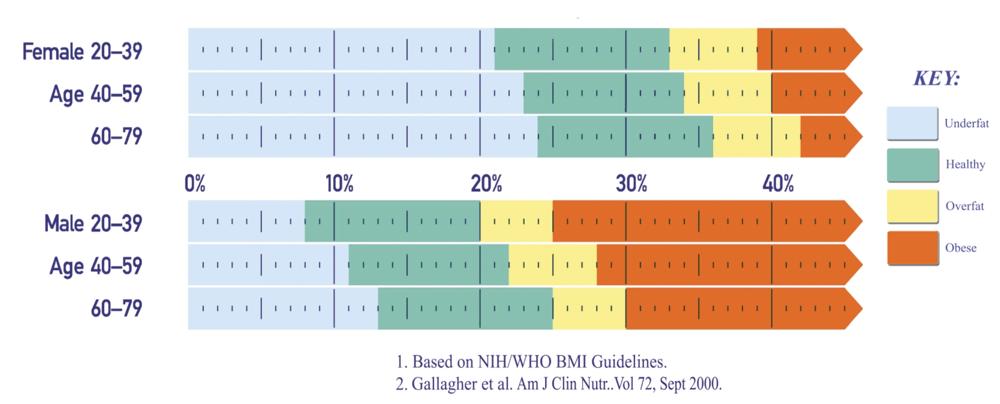 Female 20–39
Age 40–59
60–79
0% 10% 20% 30% 40%
Male 20–39
Age 40–59
60–79
KEY:
Underfat
Healthy
Overfat
Obese
1. Based on NIH/WHO BMI Guidelines.
2. Gallagher et al. Am J Clin Nutr..Vol 72, Sept 2000.